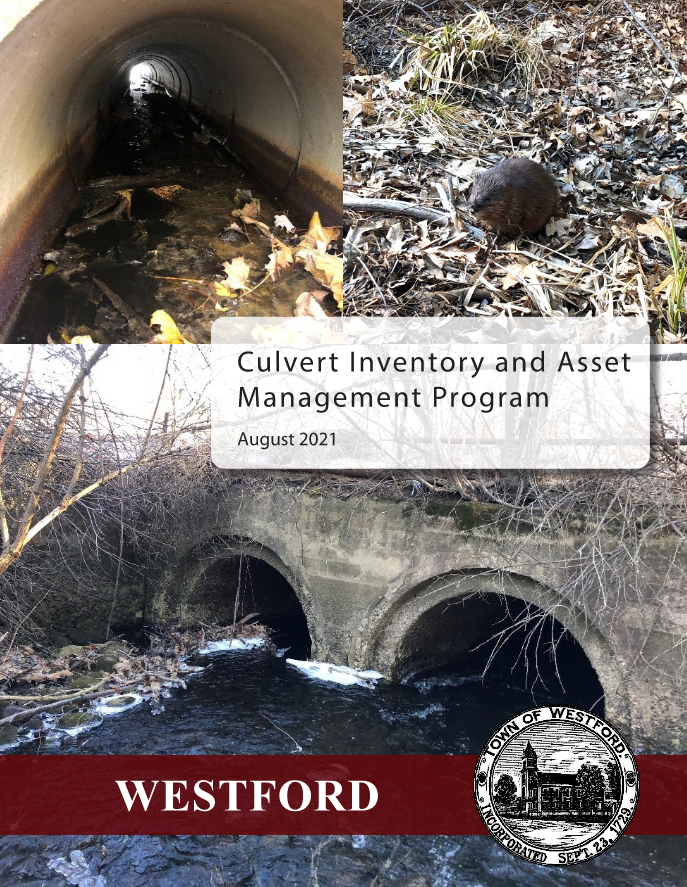 Culvert Inventory and Asset
Management Program
August 2021
WESTFORD
TOWN OF WESTFORD.
INCORPORATED SEPT. 23, 1729.